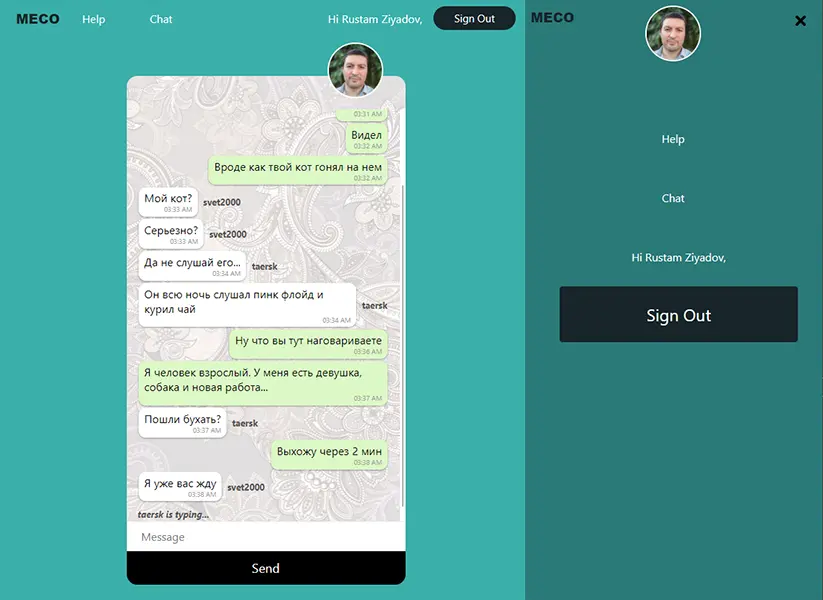 MECO Help Chat Hi Rustam Ziyadov, Sign Out
03:31 AM
Видел
03:32 AM
Вроде как твой кот гонял на нем
03:32 AM
Мой кот? svet2000
03:33 AM
Серьезно? svet2000
03:33 AM
Да не слушай его... taersk
03:34 AM
Он всю ночь слушал пинк флойд и
курил чай taersk
03:34 AM
Ну что вы тут наговариваете
03:36 AM
Я человек взрослый. У меня есть девушка,
собака и новая работа...
03:37 AM
Пошли бухать? taersk
03:37 AM
Выхожу через 2 мин
03:38 AM
Я уже вас жду svet2000
03:38 AM
taersk is typing...
Message
Send
MECO
Help
Chat
Hi Rustam Ziyadov,
Sign Out